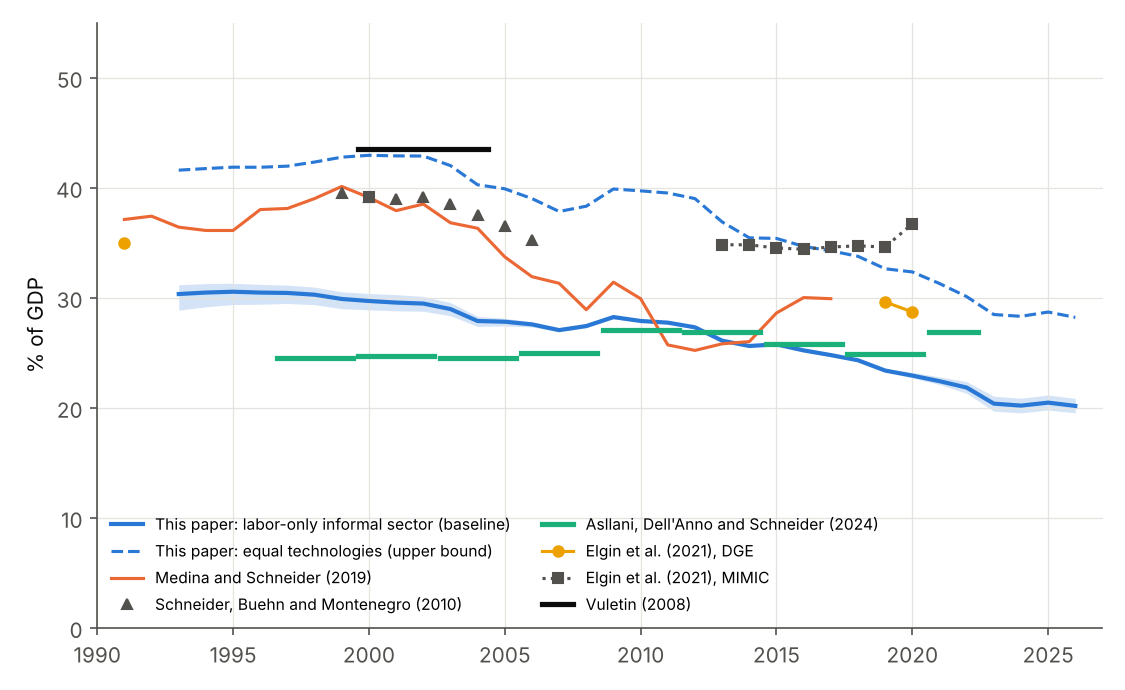 50
40
30
20
10
0
% of GDP
This paper: labor-only informal sector (baseline)
This paper: equal technologies (upper bound)
Medina and Schneider (2019)
Schneider, Buehn and Montenegro (2010)
Asllani, Dell'Anno and Schneider (2024)
Elgin et al. (2021), DGE
Elgin et al. (2021), MIMIC
Vuletin (2008)
1990 1995 2000 2005 2010 2015 2020 2025